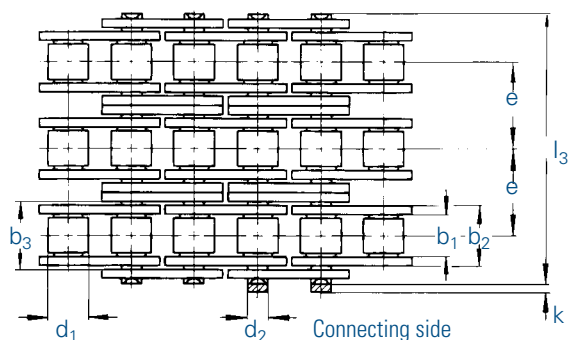 e
l3
e
b3
b1-b2
d1
d2
Connecting side
k